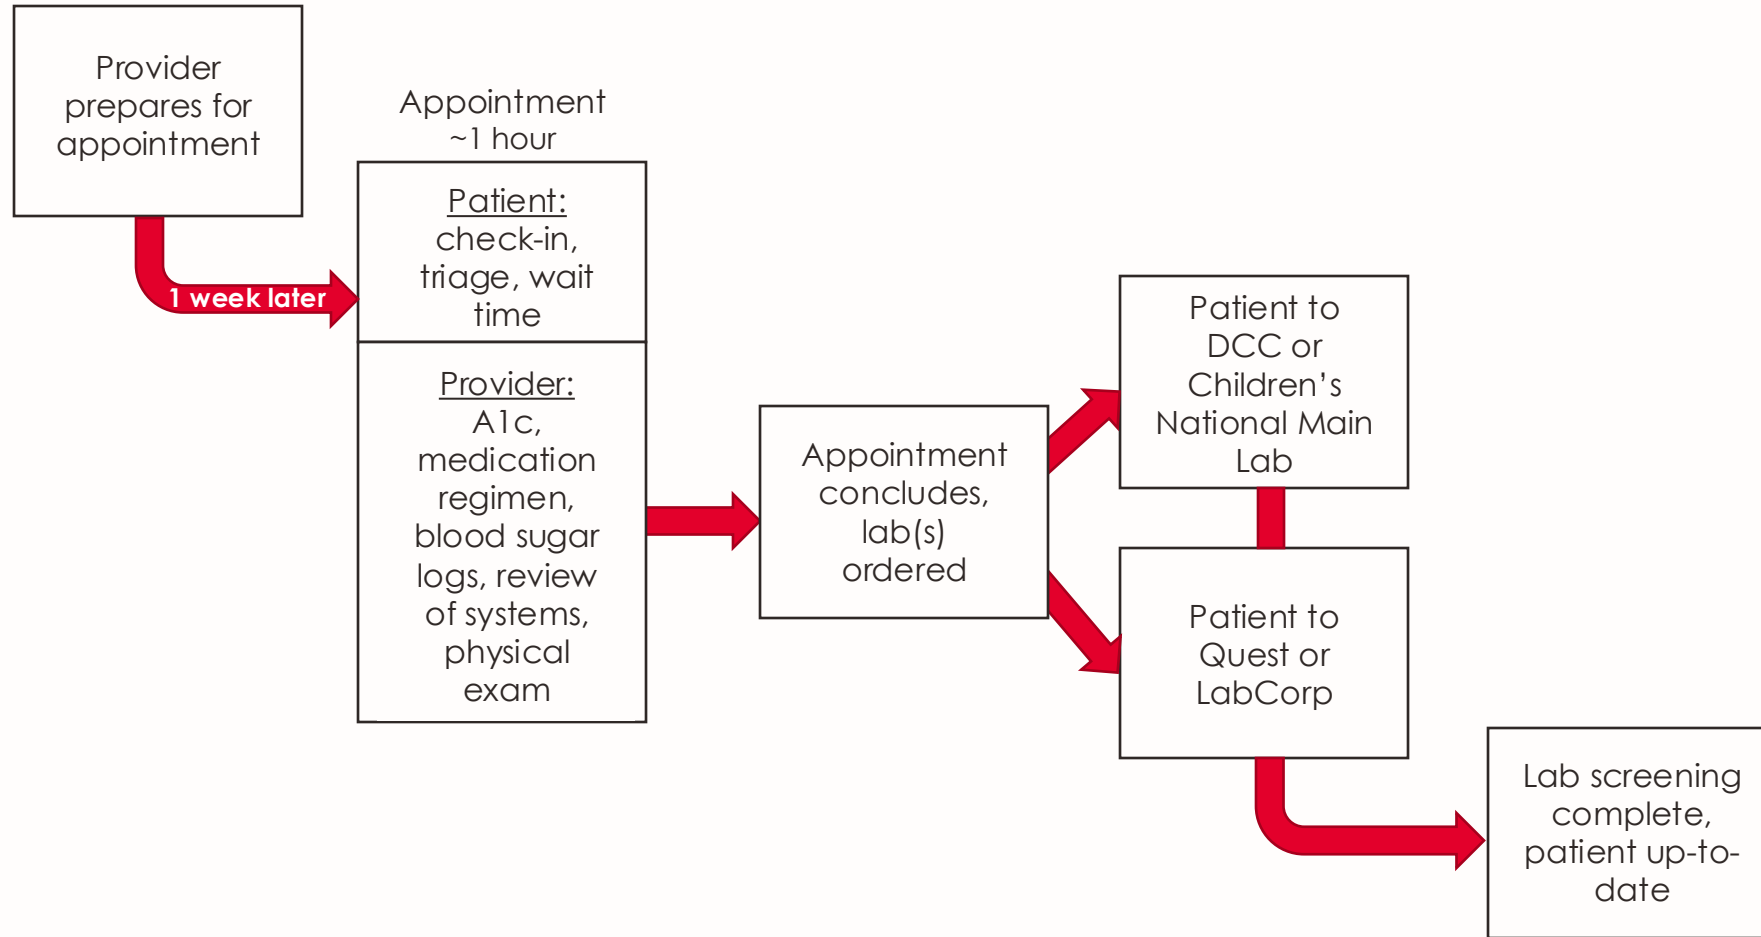 Provider
prepares for
appointment
1 week later
Appointment
~1 hour
Patient:
check-in,
triage, wait
time
Provider:
A1c,
medication
regimen,
blood sugar
logs, review
of systems,
physical
exam
Appointment
concludes,
lab(s)
ordered
Patient to
DCC or
Children’s
National Main
Lab
Patient to
Quest or
LabCorp
Lab screening
complete,
patient up-to-
date